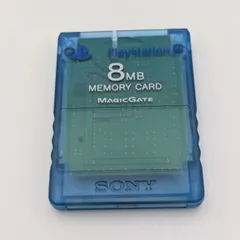 PlayStation
8MB
MEMORY CARD
MAGICGATE
SONY